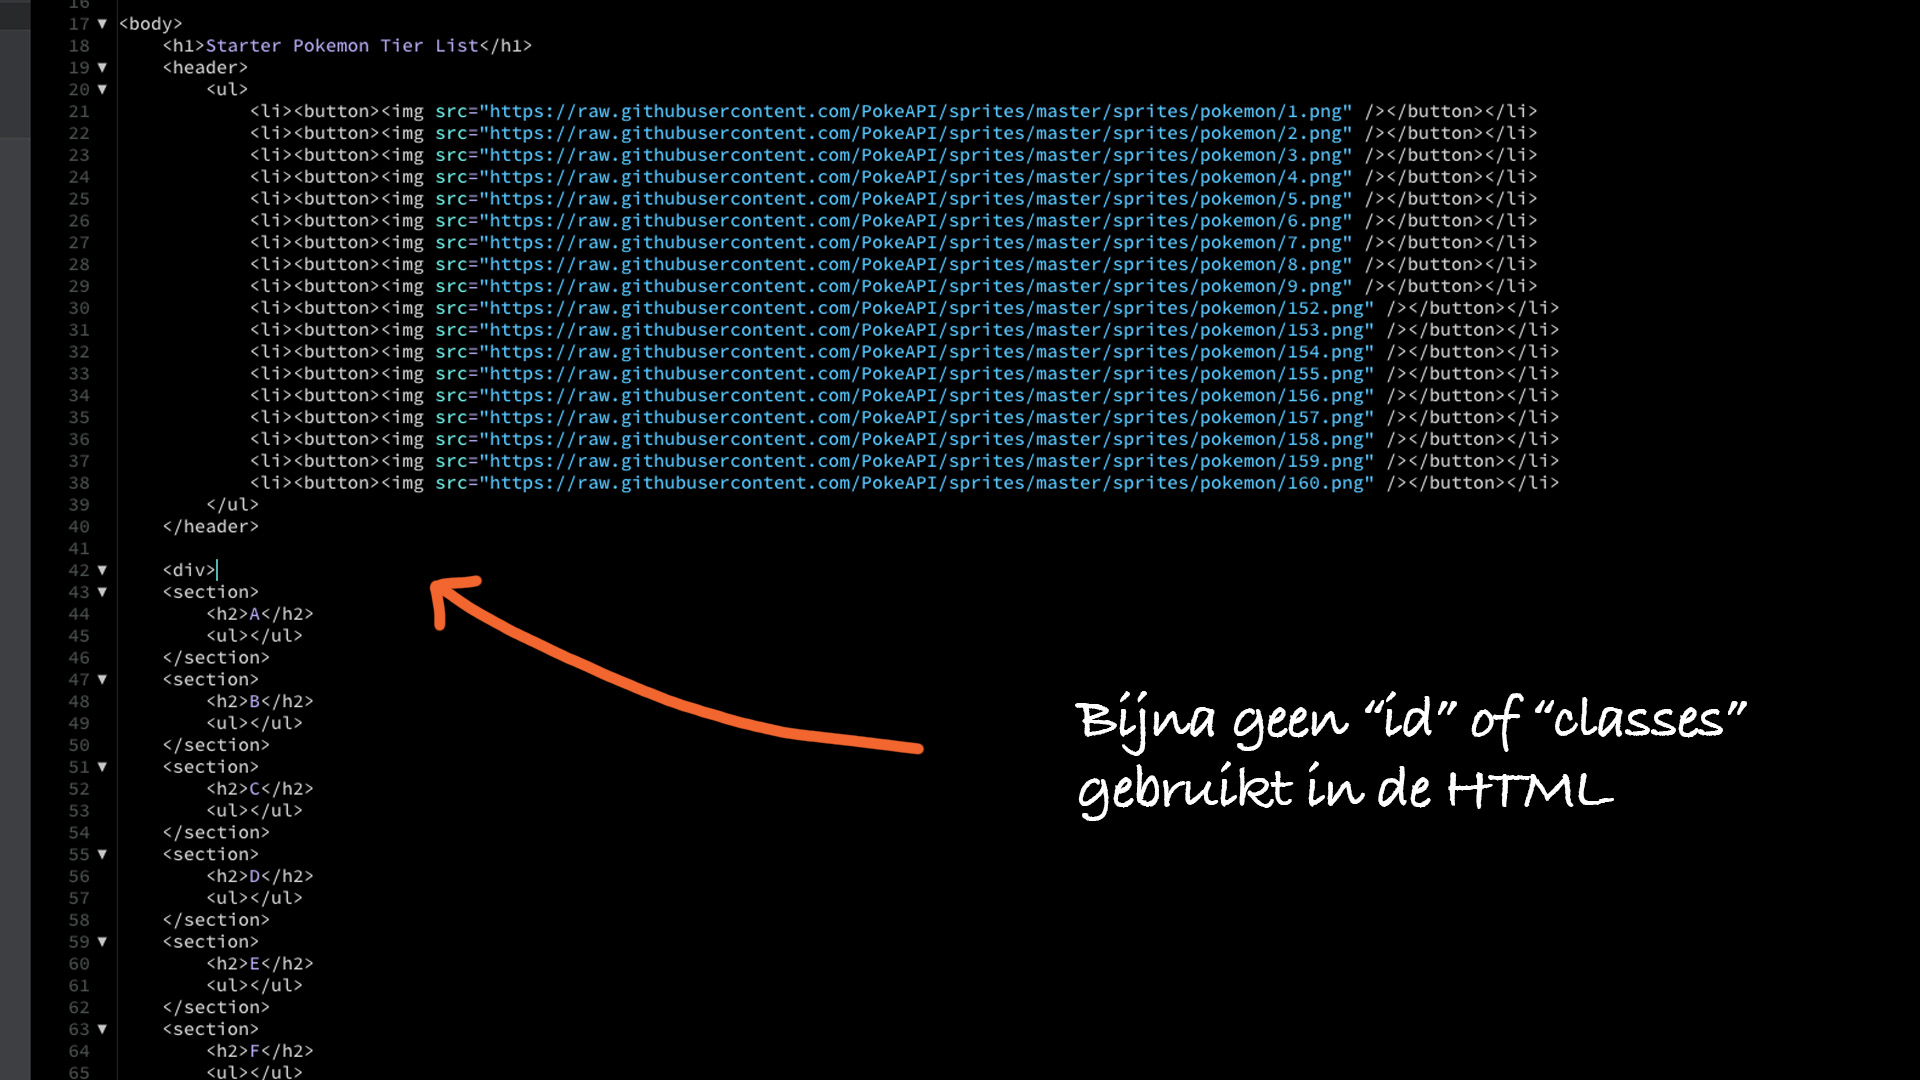 16
17 ▼ <body>
18 <h1>Starter Pokemon Tier List</h1>
19 ▼ <header>
20 ▼ <ul>
21 <li><button><img src="https://raw.githubusercontent.com/PokeAPI/sprites/master/sprites/pokemon/1.png" /></button></li>
22 <li><button><img src="https://raw.githubusercontent.com/PokeAPI/sprites/master/sprites/pokemon/2.png" /></button></li>
23 <li><button><img src="https://raw.githubusercontent.com/PokeAPI/sprites/master/sprites/pokemon/3.png" /></button></li>
24 <li><button><img src="https://raw.githubusercontent.com/PokeAPI/sprites/master/sprites/pokemon/4.png" /></button></li>
25 <li><button><img src="https://raw.githubusercontent.com/PokeAPI/sprites/master/sprites/pokemon/5.png" /></button></li>
26 <li><button><img src="https://raw.githubusercontent.com/PokeAPI/sprites/master/sprites/pokemon/6.png" /></button></li>
27 <li><button><img src="https://raw.githubusercontent.com/PokeAPI/sprites/master/sprites/pokemon/7.png" /></button></li>
28 <li><button><img src="https://raw.githubusercontent.com/PokeAPI/sprites/master/sprites/pokemon/8.png" /></button></li>
29 <li><button><img src="https://raw.githubusercontent.com/PokeAPI/sprites/master/sprites/pokemon/9.png" /></button></li>
30 <li><button><img src="https://raw.githubusercontent.com/PokeAPI/sprites/master/sprites/pokemon/152.png" /></button></li>
31 <li><button><img src="https://raw.githubusercontent.com/PokeAPI/sprites/master/sprites/pokemon/153.png" /></button></li>
32 <li><button><img src="https://raw.githubusercontent.com/PokeAPI/sprites/master/sprites/pokemon/154.png" /></button></li>
33 <li><button><img src="https://raw.githubusercontent.com/PokeAPI/sprites/master/sprites/pokemon/155.png" /></button></li>
34 <li><button><img src="https://raw.githubusercontent.com/PokeAPI/sprites/master/sprites/pokemon/156.png" /></button></li>
35 <li><button><img src="https://raw.githubusercontent.com/PokeAPI/sprites/master/sprites/pokemon/157.png" /></button></li>
36 <li><button><img src="https://raw.githubusercontent.com/PokeAPI/sprites/master/sprites/pokemon/158.png" /></button></li>
37 <li><button><img src="https://raw.githubusercontent.com/PokeAPI/sprites/master/sprites/pokemon/159.png" /></button></li>
38 <li><button><img src="https://raw.githubusercontent.com/PokeAPI/sprites/master/sprites/pokemon/160.png" /></button></li>
39 </ul>
40 </header>
41
42 ▼ <div>
43 ▼ <section>
44 <h2>A</h2>
45 <ul></ul>
46 </section>
47 ▼ <section>
48 <h2>B</h2>
49 <ul></ul>
50 </section>
51 ▼ <section>
52 <h2>C</h2>
53 <ul></ul>
54 </section>
55 ▼ <section>
56 <h2>D</h2>
57 <ul></ul>
58 </section>
59 ▼ <section>
60 <h2>E</h2>
61 <ul></ul>
62 </section>
63 ▼ <section>
64 <h2>F</h2>
65 <ul></ul>
Bijna geen “id” of “classes”
gebruikt in de HTML